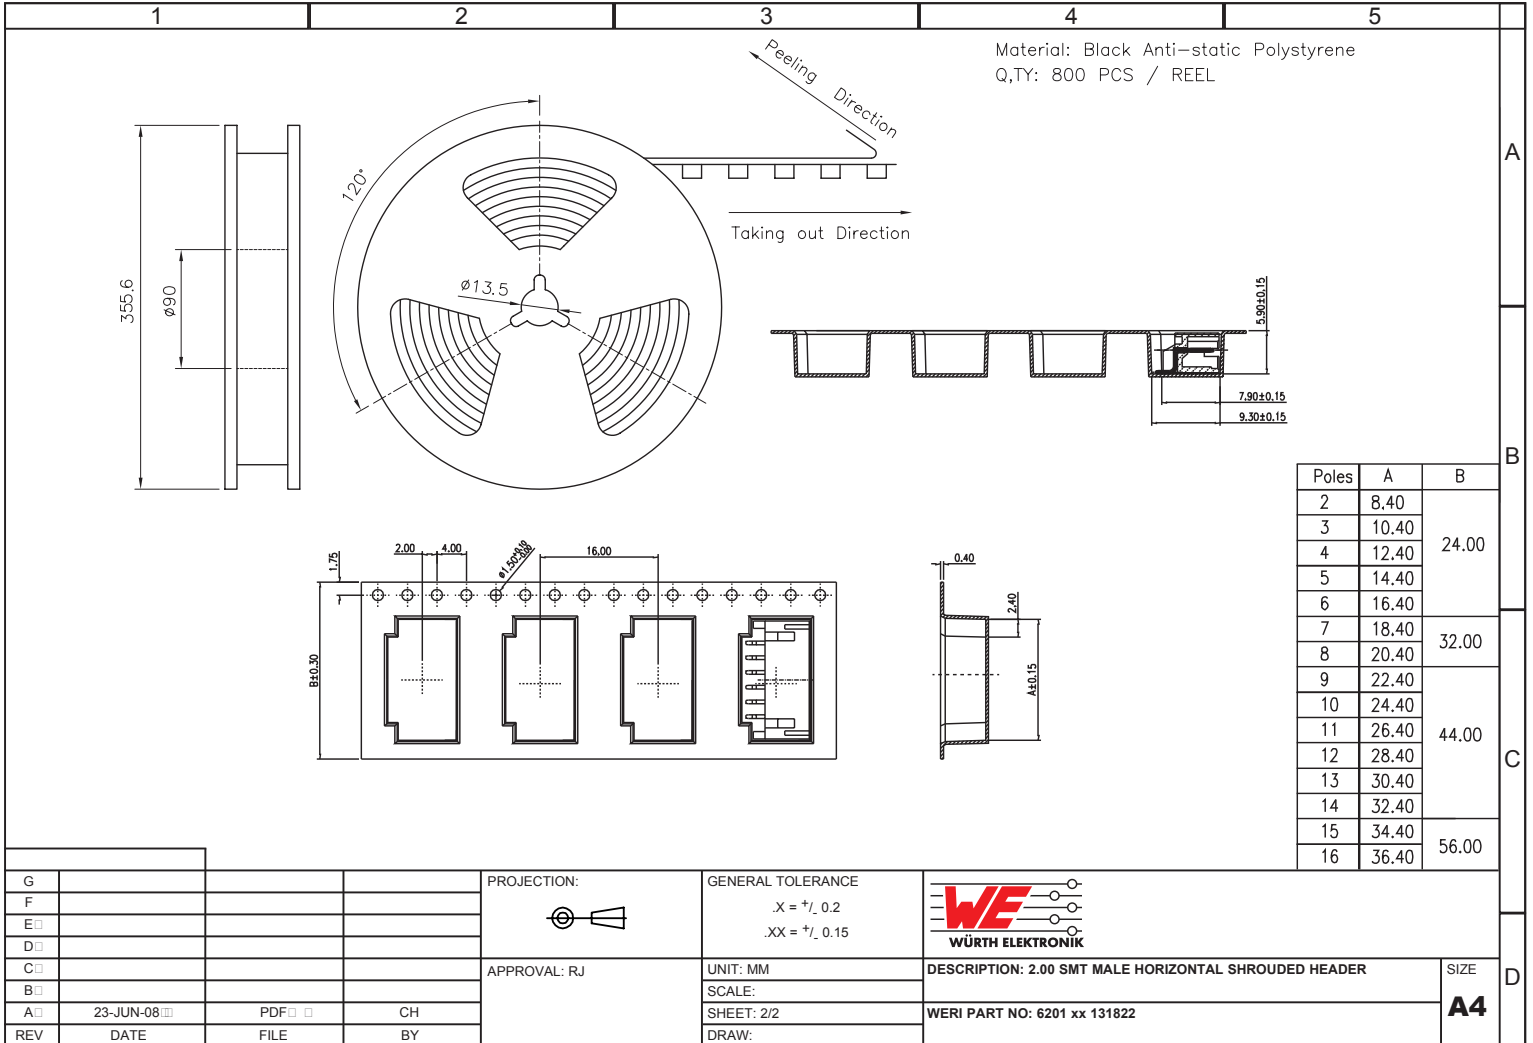 1 2 3 4 5
Material: Black Anti-static Polystyrene
Q,TY: 800 PCS / REEL
Peeling Direction
A
120°
Taking out Direction
355.6
ø90
ø13.5
5.90±0.15
7.90±0.15
9.30±0.15
B
Poles A B
2 8.40
3 10.40
4 12.40 24.00
5 14.40
6 16.40
7 18.40
8 20.40 32.00
9 22.40
10 24.40
11 26.40
12 28.40 44.00
13 30.40
14 32.40
15 34.40
16 36.40 56.00
1.75
2.00 4.00 ø1.50+0.10 -0.00 16.00
B±0.30
0.40
2.40
A±0.15
C
G
F
E
D
C
B
A 23-JUN-08 PDF CH
REV DATE FILE BY
PROJECTION:
APPROVAL: RJ
GENERAL TOLERANCE
.X = +/- 0.2
.XX = +/- 0.15
UNIT: MM
SCALE:
SHEET: 2/2
DRAW:
WE
WÜRTH ELEKTRONIK
DESCRIPTION: 2.00 SMT MALE HORIZONTAL SHROUDED HEADER
WERI PART NO: 6201 xx 131822
SIZE
A4
D